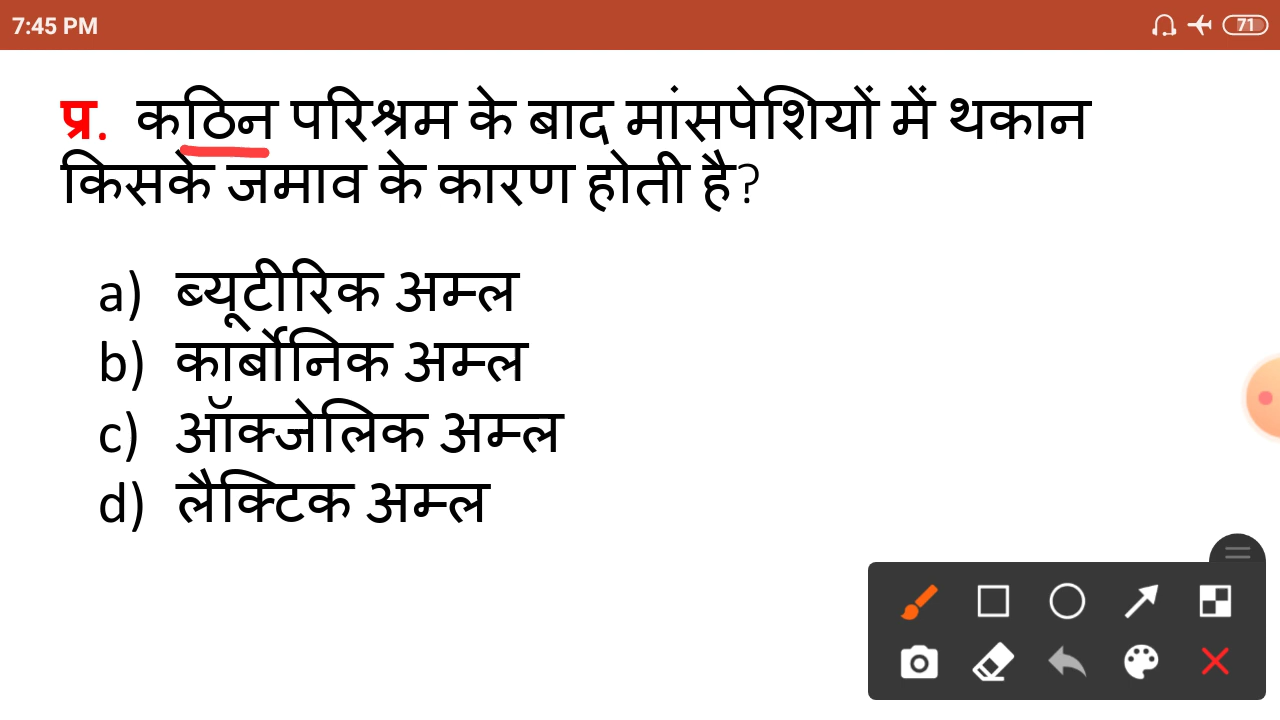 7:45 PM
71
प्र. कठिन परिश्रम के बाद मांसपेशियों में थकान
किसके जमाव के कारण होती है?
a) ब्यूटीरिक अम्ल
b) कार्बोनिक अम्ल
c) ऑक्जेलिक अम्ल
d) लैक्टिक अम्ल